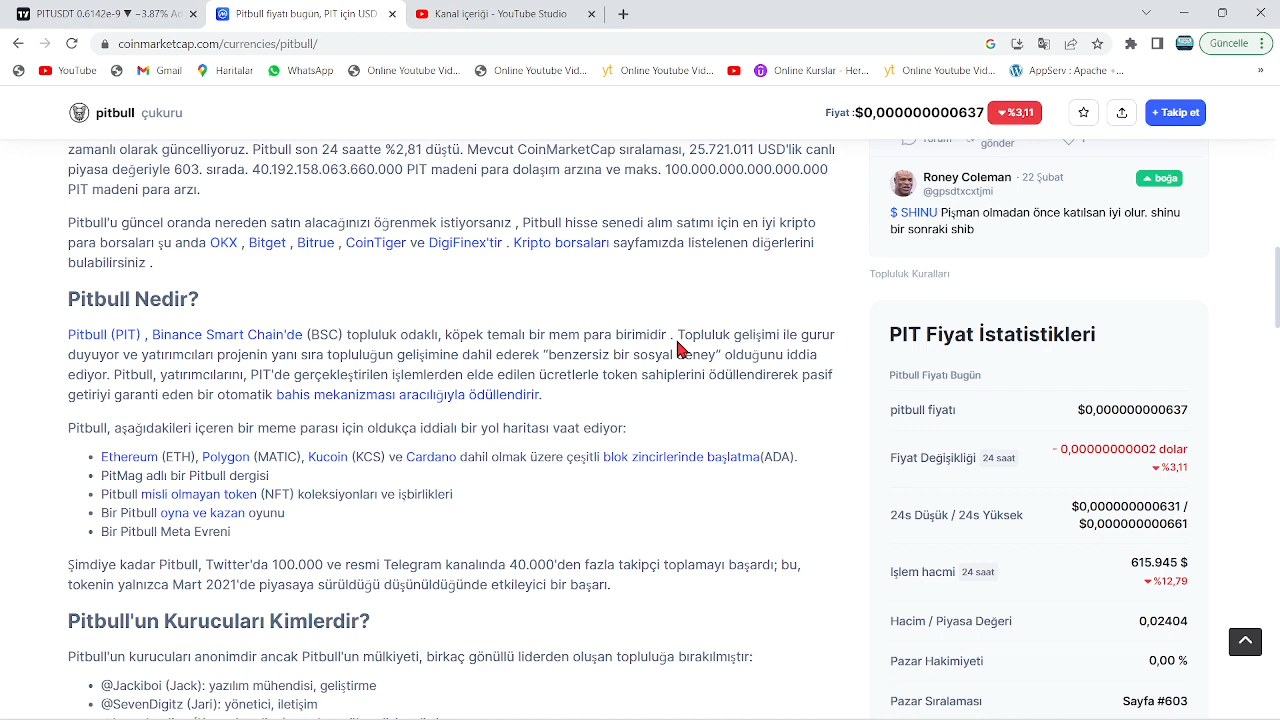 PITUSDT 0.6142e-9 ▼ −3.87% Ad
Pitbull fiyatı bugün, PIT için USD
Kanal içeriği - YouTube Studio
coinmarketcap.com/currencies/pitbull/
Güncelle
YouTube
Gmail
Haritalar
WhatsApp
Online Youtube Vid...
Online Youtube Vid...
Online Youtube Vid...
Online Kurslar - Her...
Online Youtube Vid...
AppServ : Apache +...
»
pitbull çukuru
Fiyat :$0,000000000637 %3,11
+ Takip et
zamanlı olarak güncelliyoruz. Pitbull son 24 saatte %2,81 düştü. Mevcut CoinMarketCap sıralaması, 25.721.011 USD'lik canlı
piyasa değeriyle 603. sırada. 40.192.158.063.660.000 PIT madeni para dolaşım arzına ve maks. 100.000.000.000.000.000
PIT madeni para arzı.
Pitbull'u güncel oranda nereden satın alacağınızı öğrenmek istiyorsanız , Pitbull hisse senedi alım satımı için en iyi kripto
para borsaları şu anda OKX , Bitget , Bitrue , CoinTiger ve DigiFinex'tir . Kripto borsaları sayfamızda listelenen diğerlerini
bulabilirsiniz .
Pitbull Nedir?
Pitbull (PIT) , Binance Smart Chain'de (BSC) topluluk odaklı, köpek temalı bir mem para birimidir . Topluluk gelişimi ile gurur
duyuyor ve yatırımcıları projenin yanı sıra topluluğun gelişimine dahil ederek “benzersiz bir sosyal deney” olduğunu iddia
ediyor. Pitbull, yatırımcılarını, PIT'de gerçekleştirilen işlemlerden elde edilen ücretlerle token sahiplerini ödüllendirerek pasif
getiriyi garanti eden bir otomatik bahis mekanizması aracılığıyla ödüllendirir.
Pitbull, aşağıdakileri içeren bir meme parası için oldukça iddialı bir yol haritası vaat ediyor:
• Ethereum (ETH), Polygon (MATIC), Kucoin (KCS) ve Cardano dahil olmak üzere çeşitli blok zincirlerinde başlatma(ADA).
• PitMag adlı bir Pitbull dergisi
• Pitbull misli olmayan token (NFT) koleksiyonları ve işbirlikleri
• Bir Pitbull oyna ve kazan oyunu
• Bir Pitbull Meta Evreni
Şimdiye kadar Pitbull, Twitter'da 100.000 ve resmi Telegram kanalında 40.000'den fazla takipçi toplamayı başardı; bu,
tokenin yalnızca Mart 2021'de piyasaya sürüldüğü düşünüldüğünde etkileyici bir başarı.
Pitbull'un Kurucuları Kimlerdir?
Pitbull'un kurucuları anonimdir ancak Pitbull'un mülkiyeti, birkaç gönüllü liderden oluşan topluluğa bırakılmıştır:
• @Jackiboi (Jack): yazılım mühendisi, geliştirme
• @SevenDigitz (Jari): yönetici, iletişim
gönder
Roney Coleman · 22 Şubat
@gpsdtxcxtjmi
boğa
$ SHINU Pişman olmadan önce katılsan iyi olur. shinu
bir sonraki shib
Topluluk Kuralları
PIT Fiyat İstatistikleri
Pitbull Fiyatı Bugün
pitbull fiyatı $0,000000000637
Fiyat Değişikliği 24 saat - 0,00000000002 dolar
%3,11
24s Düşük / 24s Yüksek $0,000000000631 /
$0,000000000661
Işlem hacmi 24 saat 615.945 $
%12,79
Hacim / Piyasa Değeri 0,02404
Pazar Hakimiyeti 0,00 %
Pazar Sıralaması Sayfa #603